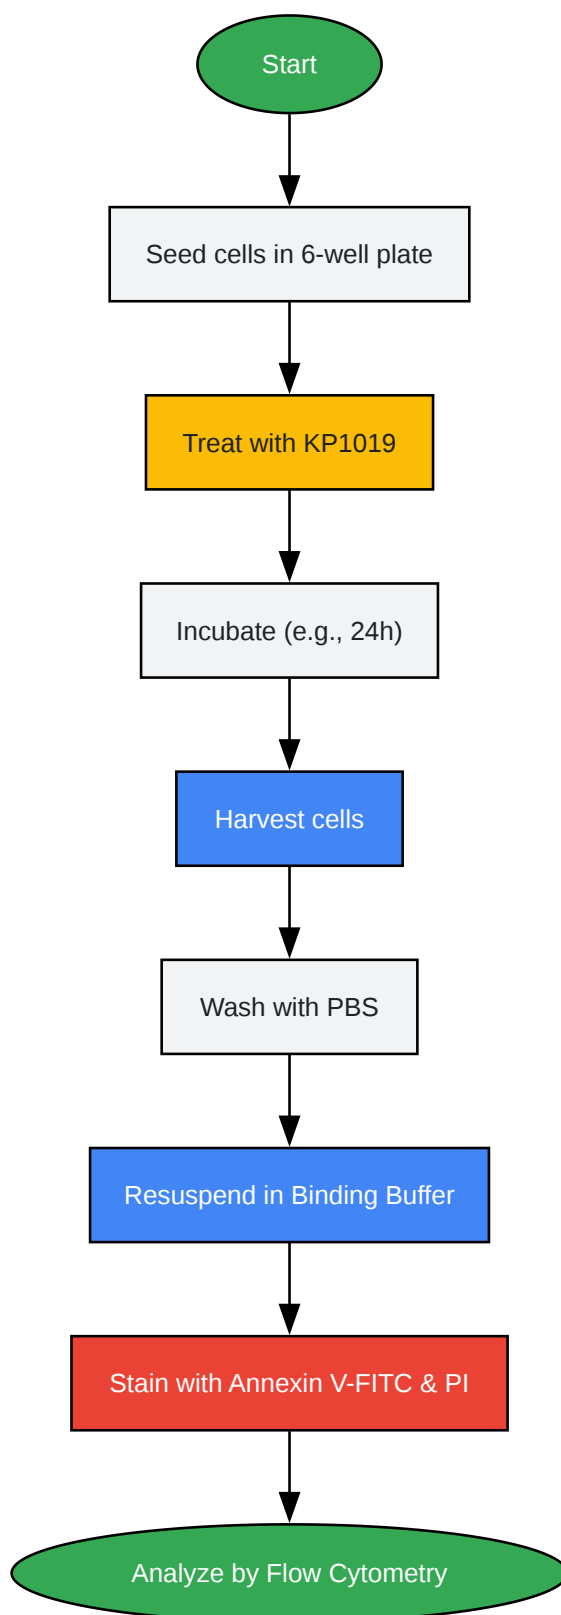 Start
Seed cells in 6-well plate
Treat with KP1019
Incubate (e.g., 24h)
Harvest cells
Wash with PBS
Resuspend in Binding Buffer
Stain with Annexin V-FITC & PI
Analyze by Flow Cytometry